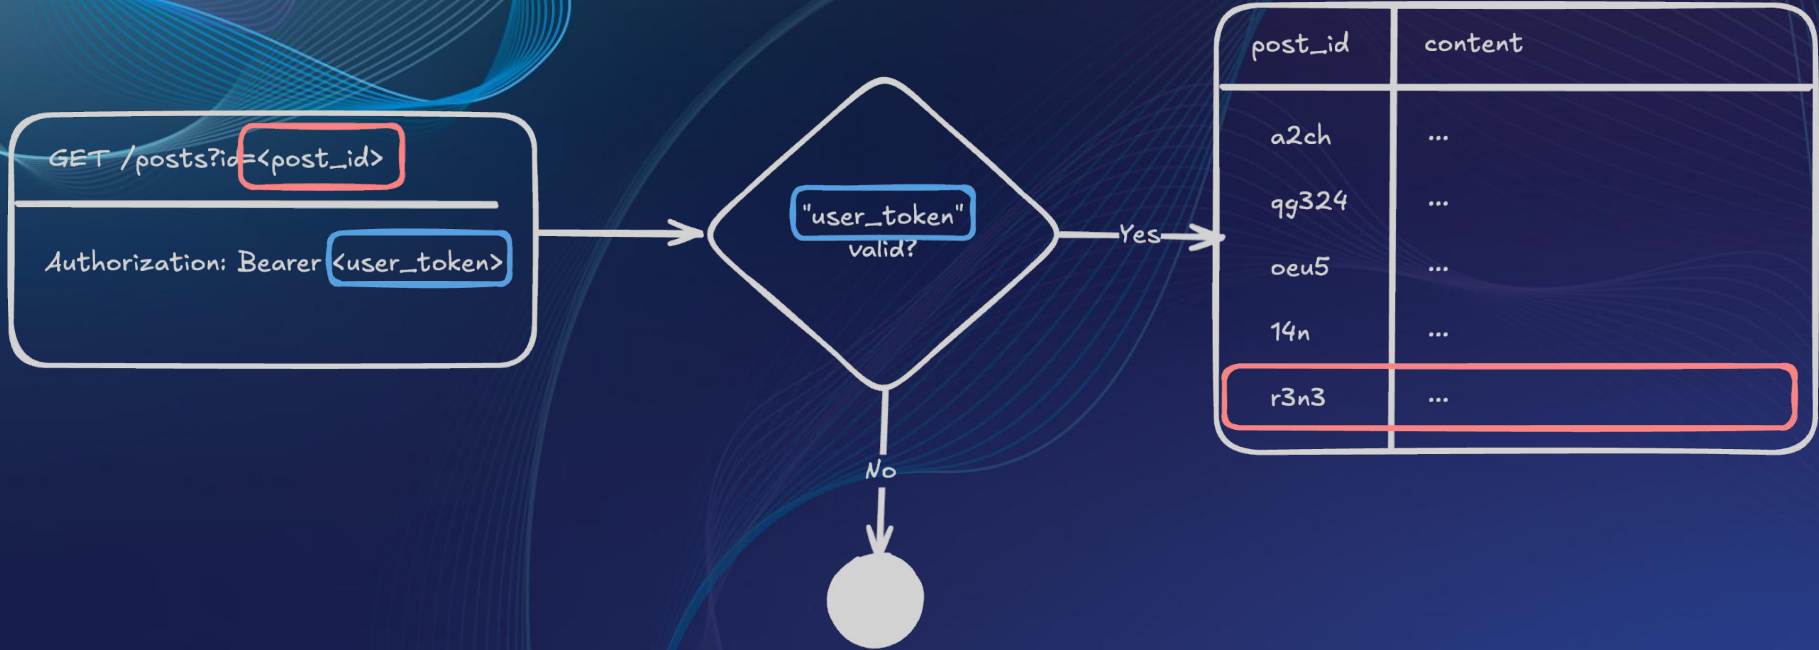 GET /posts?id=<post_id>
Authorization: Bearer <user_token>
"user_token"
valid?
Yes
No
post_id content
a2ch ...
qg324 ...
oeu5 ...
14n ...
r3n3 ...